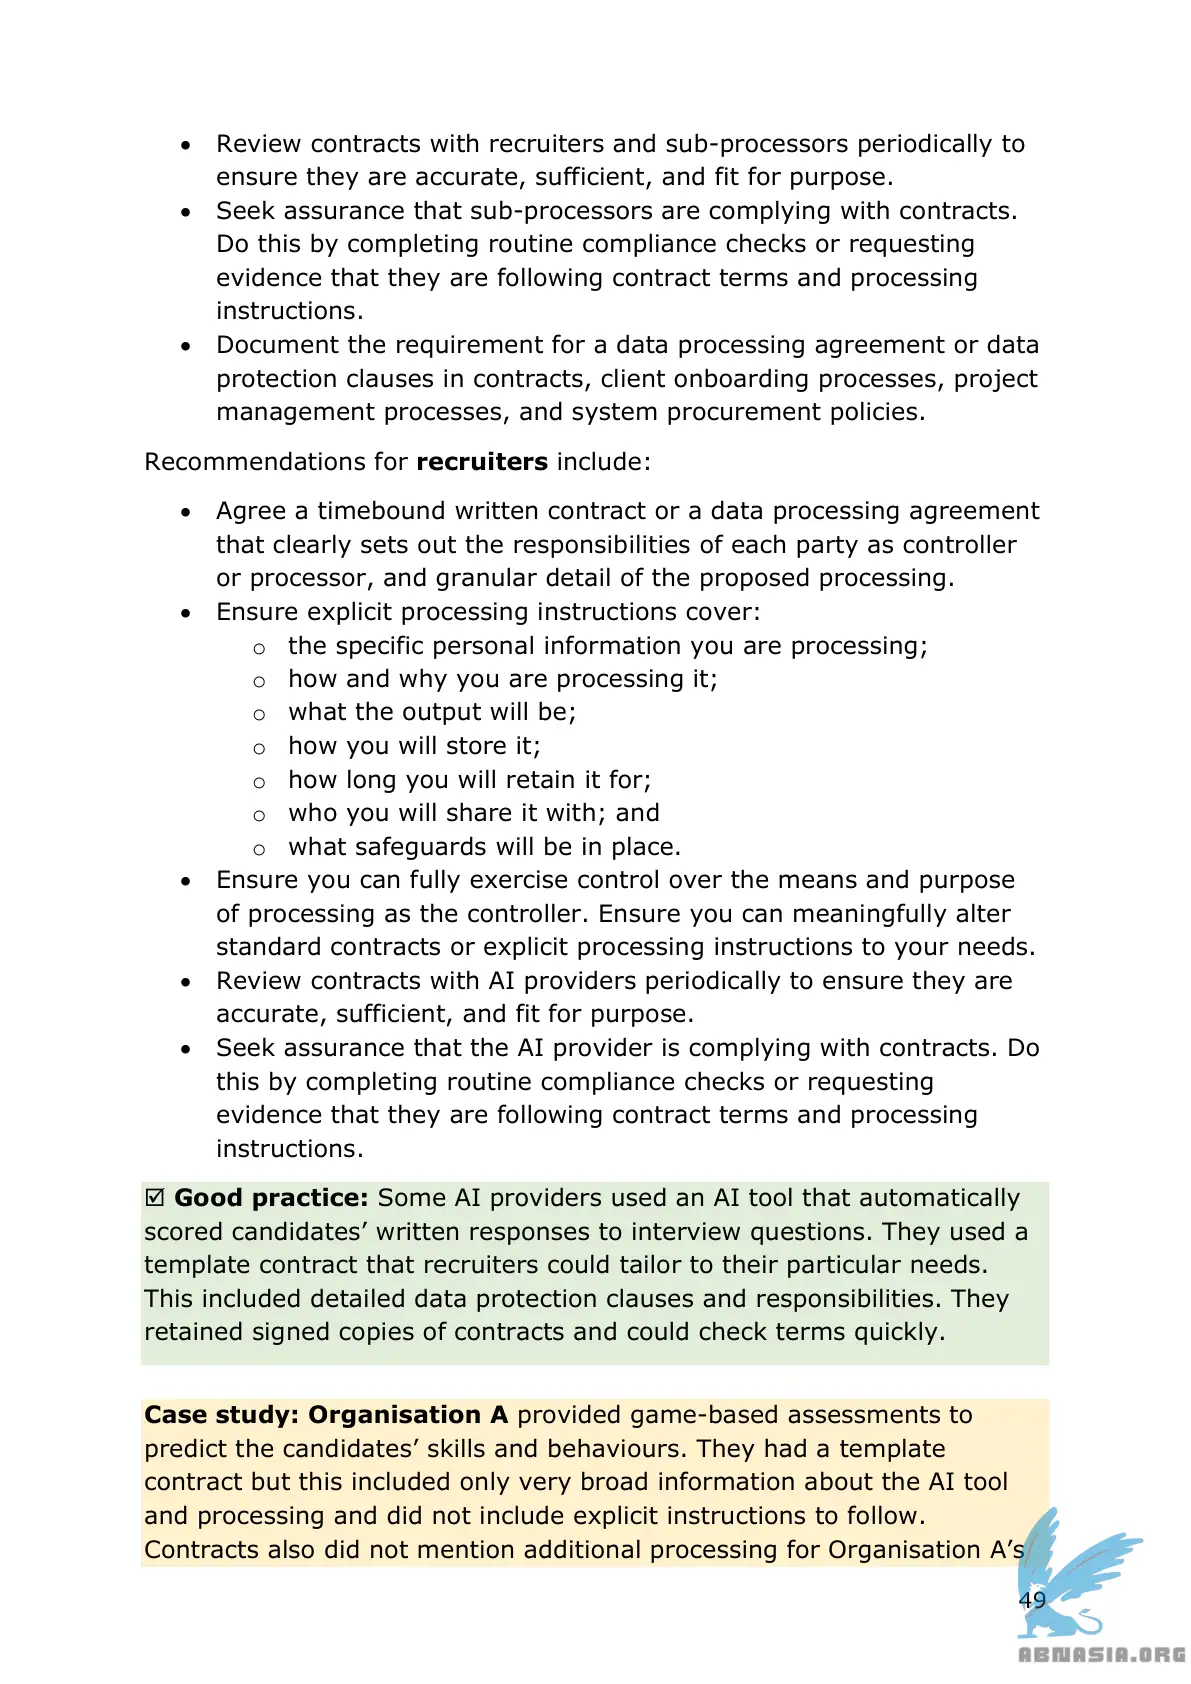 • Review contracts with recruiters and sub-processors periodically to
ensure they are accurate, sufficient, and fit for purpose.
• Seek assurance that sub-processors are complying with contracts.
Do this by completing routine compliance checks or requesting
evidence that they are following contract terms and processing
instructions.
• Document the requirement for a data processing agreement or data
protection clauses in contracts, client onboarding processes, project
management processes, and system procurement policies.
Recommendations for recruiters include:
• Agree a timebound written contract or a data processing agreement
that clearly sets out the responsibilities of each party as controller
or processor, and granular detail of the proposed processing.
• Ensure explicit processing instructions cover:
o the specific personal information you are processing;
o how and why you are processing it;
o what the output will be;
o how you will store it;
o how long you will retain it for;
o who you will share it with; and
o what safeguards will be in place.
• Ensure you can fully exercise control over the means and purpose
of processing as the controller. Ensure you can meaningfully alter
standard contracts or explicit processing instructions to your needs.
• Review contracts with AI providers periodically to ensure they are
accurate, sufficient, and fit for purpose.
• Seek assurance that the AI provider is complying with contracts. Do
this by completing routine compliance checks or requesting
evidence that they are following contract terms and processing
instructions.
☑ Good practice: Some AI providers used an AI tool that automatically
scored candidates’ written responses to interview questions. They used a
template contract that recruiters could tailor to their particular needs.
This included detailed data protection clauses and responsibilities. They
retained signed copies of contracts and could check terms quickly.
Case study: Organisation A provided game-based assessments to
predict the candidates’ skills and behaviours. They had a template
contract but this included only very broad information about the AI tool
and processing and did not include explicit instructions to follow.
Contracts also did not mention additional processing for Organisation A’s
49
ABNASIA.ORG